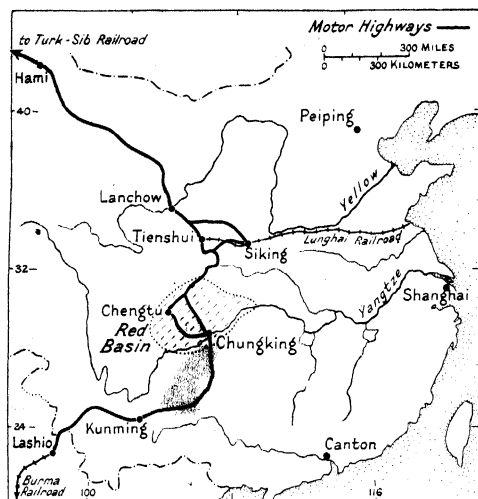 Motor Highways
to Turk-Sib Railroad
0 300 MILES
0 300 KILOMETERS
Hami
40
Peiping
Yellow
Lanchow
Tienshui
Siking
Lunghai Railroad
32
Chengtu
Red
Basin
Yangtze
Shanghai
Chungking
24
Kunming
Lashio
Canton
Burma
Railroad
100
116